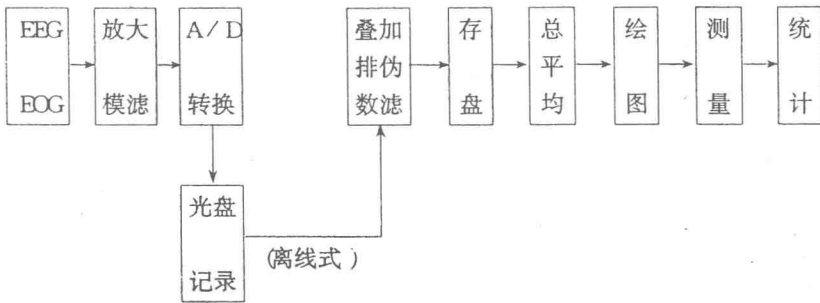 EEG
EOG
放大
模滤
A/D
转换
叠加
排伪
数滤
存
盘
总
平
均
绘
图
测
量
统
计
光盘
记录
(离线式)